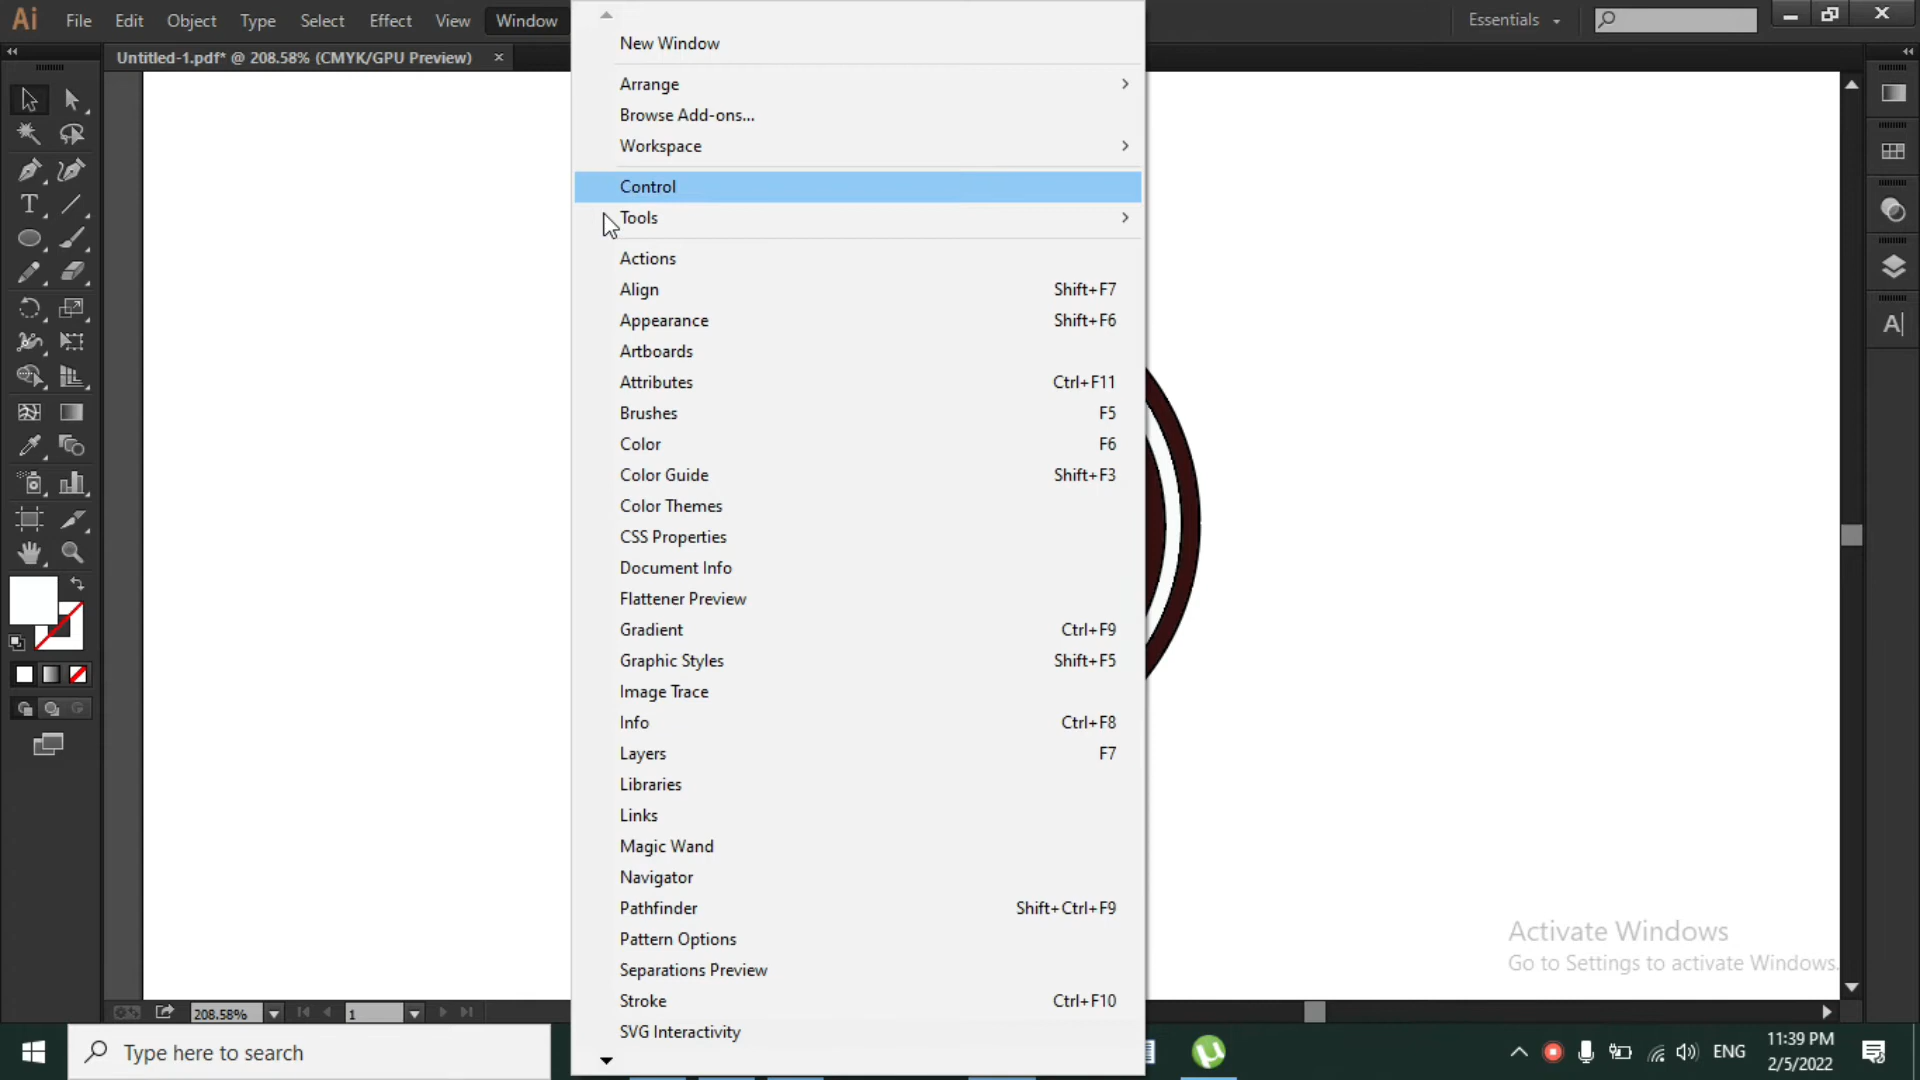 Ai File Edit Object Type Select Effect View Window Essentials
Untitled-1.pdf* @ 208.58% (CMYK/GPU Preview) ×
New Window
Arrange
Browse Add-ons...
Workspace
Control
Tools
Actions
Align Shift+F7
Appearance Shift+F6
Artboards
Attributes Ctrl+F11
Brushes F5
Color F6
Color Guide Shift+F3
Color Themes
CSS Properties
Document Info
Flattener Preview
Gradient Ctrl+F9
Graphic Styles Shift+F5
Image Trace
Info Ctrl+F8
Layers F7
Libraries
Links
Magic Wand
Navigator
Pathfinder Shift+Ctrl+F9
Pattern Options
Separations Preview
Stroke Ctrl+F10
SVG Interactivity
Activate Windows
Go to Settings to activate Windows.
208.58% 1
Type here to search
ENG
11:39 PM
2/5/2022